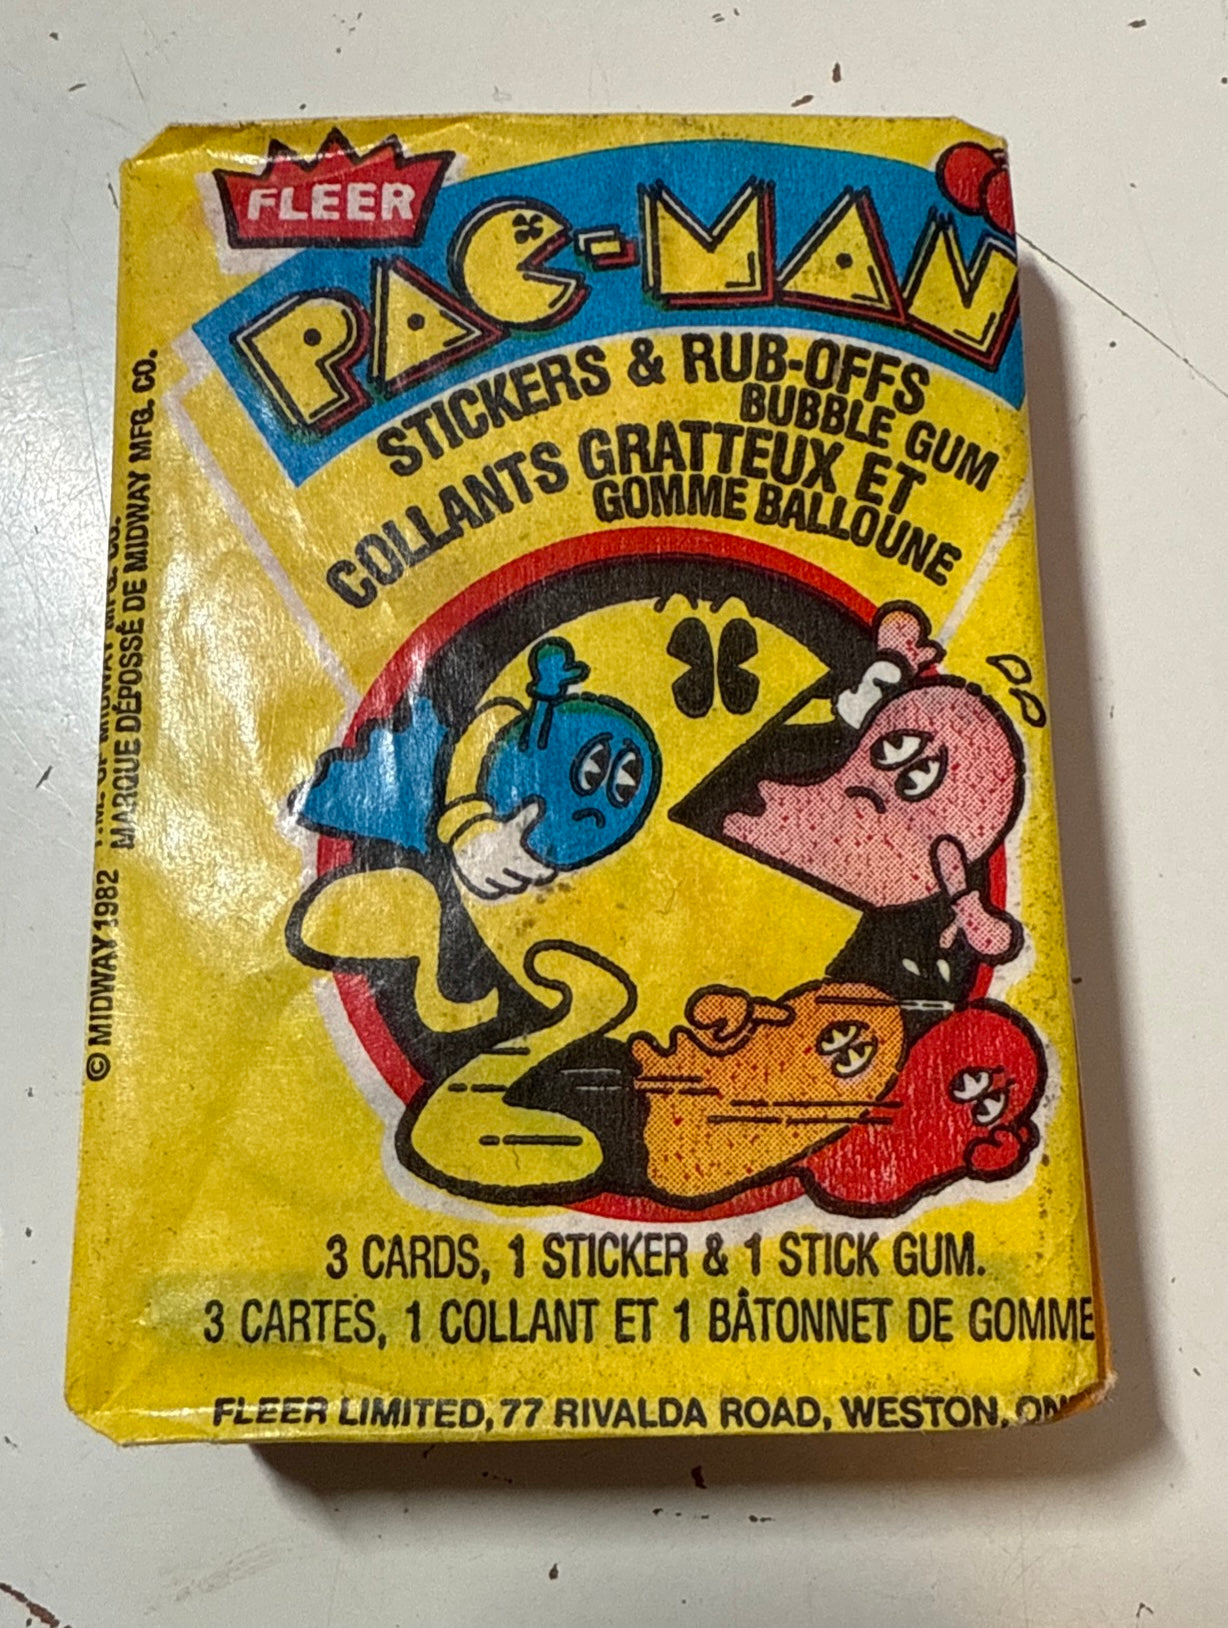 FLEER
PAC-MAN
STICKERS & RUB-OFFS
BUBBLE GUM
COLLANTS GRATTEUX ET
GOMME BALLOUNE
3 CARDS, 1 STICKER & 1 STICK GUM.
3 CARTES, 1 COLLANT ET 1 BÂTONNET DE GOMME
FLEER LIMITED, 77 RIVALDA ROAD, WESTON,
© MIDWAY 1982
MARQUE DÉPOSSÉ DE MIDWAY MFG. CO.